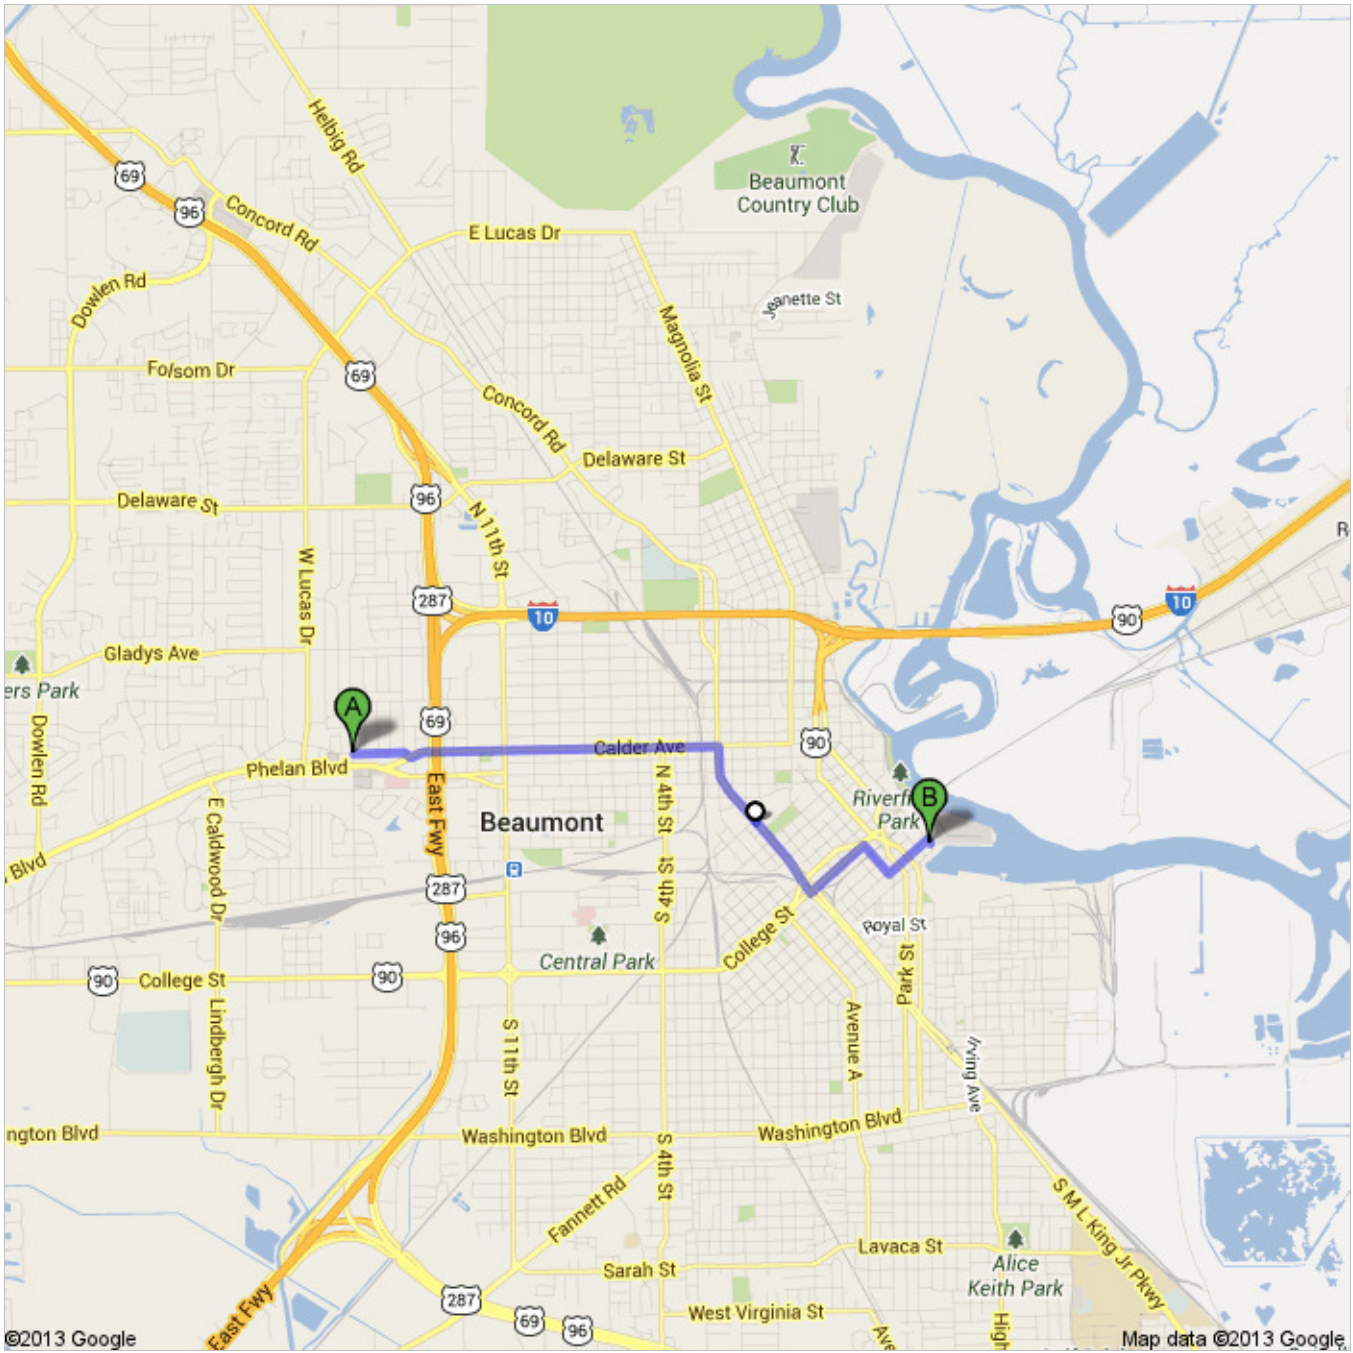 Helbig Rd
69
96
Beaumont
Country Club
Concord Rd
E Lucas Dr
Dowlen Rd
Jeanette St
Magnolia St
Folsom Dr
69
Concord Rd
Delaware St
96
Delaware St
N 11th St
W Lucas Dr
287
10
10
90
Gladys Ave
ers Park
A
69
Dowlen Rd
Calder Ave
90
Phelan Blvd
East Fwy
N 4th St
B
Park
E Caldwood Dr
Beaumont
Blvd
287
S 4th St
96
College St
Royal St
Central Park
90
College St
90
Park St
Lindbergh Dr
S 11th St
Avenue A
Irving Ave
ngton Blvd
Washington Blvd
Washington Blvd
S 4th St
Fannett Rd
S M L King Jr Pkwy
Lavaca St
Sarah St
Alice
Keith Park
287
69
96
West Virginia St
East Fwy
Ave
High
©2013 Google
Map data ©2013 Google